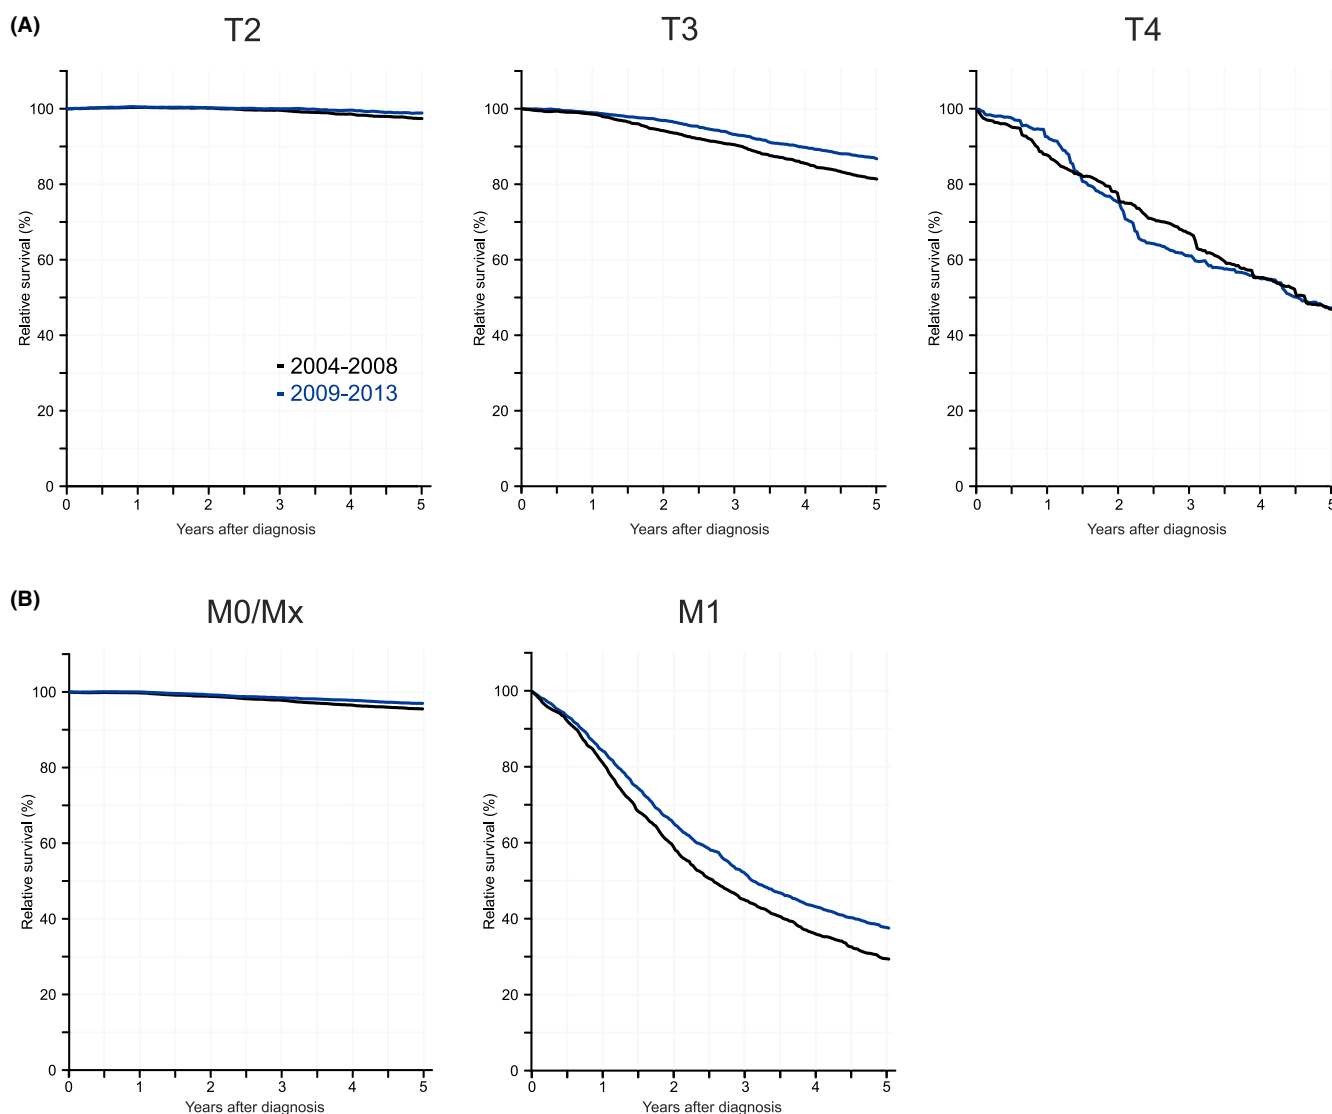 (A)
T2
T3
T4
100
80
60
40
20
0
Relative survival (%)
2004-2008
2009-2013
0 1 2 3 4 5
Years after diagnosis
100
80
60
40
20
0
Relative survival (%)
0 1 2 3 4 5
Years after diagnosis
100
80
60
40
20
0
Relative survival (%)
0 1 2 3 4 5
Years after diagnosis
(B)
M0/Mx
M1
100
80
60
40
20
0
Relative survival (%)
0 1 2 3 4 5
Years after diagnosis
100
80
60
40
20
0
Relative survival (%)
0 1 2 3 4 5
Years after diagnosis